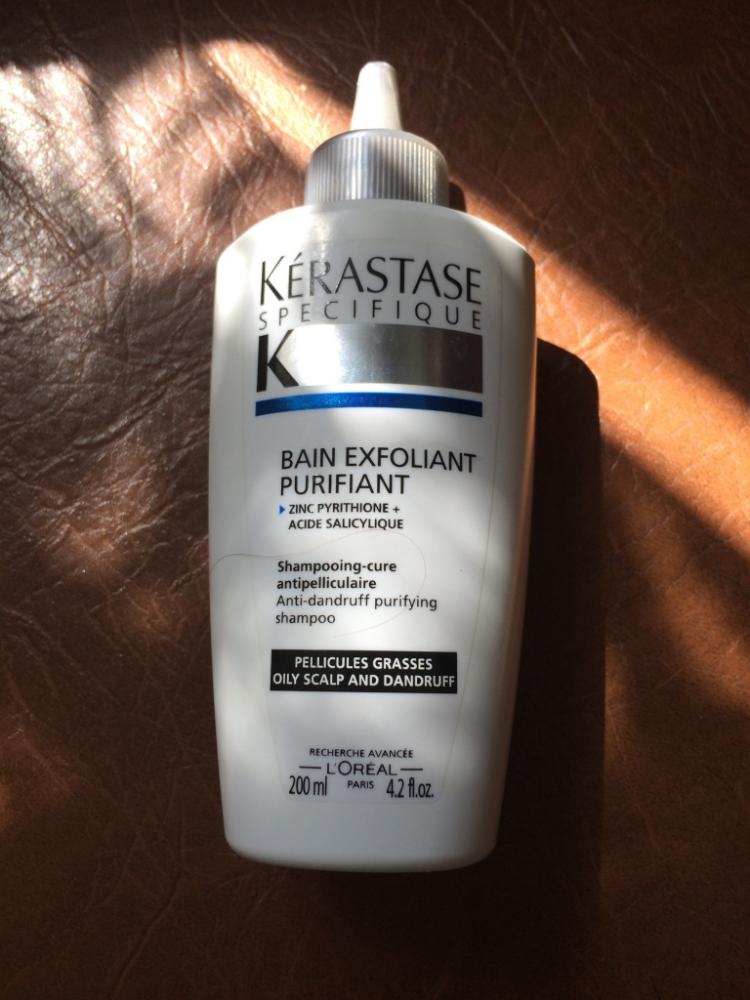 KÉRASTASE
SPECIFIQUE
K
BAIN EXFOLIANT
PURIFIANT
ZINC PYRITHIONE +
ACIDE SALICYLIQUE
Shampooing-cure
antipelliculaire
Anti-dandruff purifying
shampoo
PELLICULES GRASSES
OILY SCALP AND DANDRUFF
RECHERCHE AVANCÉE
L'ORÉAL
200 ml PARIS 4.2 fl.oz.